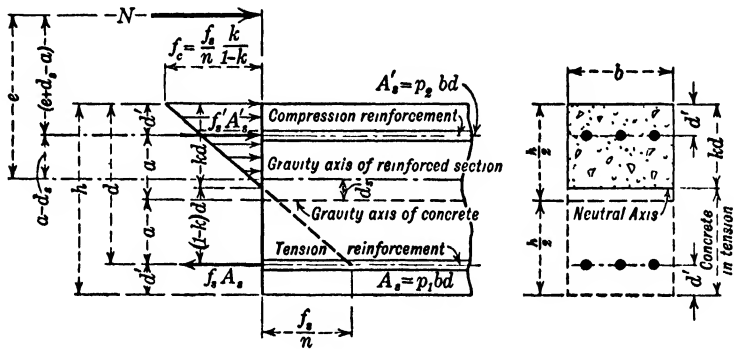 N
f_c = f_s/n k/1-k
A'_s = p_2 bd
e
(e+d_s-a)
a-d_s
h
d
d'
a
a
d'
kd
(1-k)d
f'_s A'_s
Compression reinforcement
Gravity axis of reinforced section
d_s
Gravity axis of concrete
Tension reinforcement
f_s A_s
A_s = p_1 bd
f_s/n
b
h/2
h/2
d'
kd
Neutral Axis
Concrete
in tension
d'